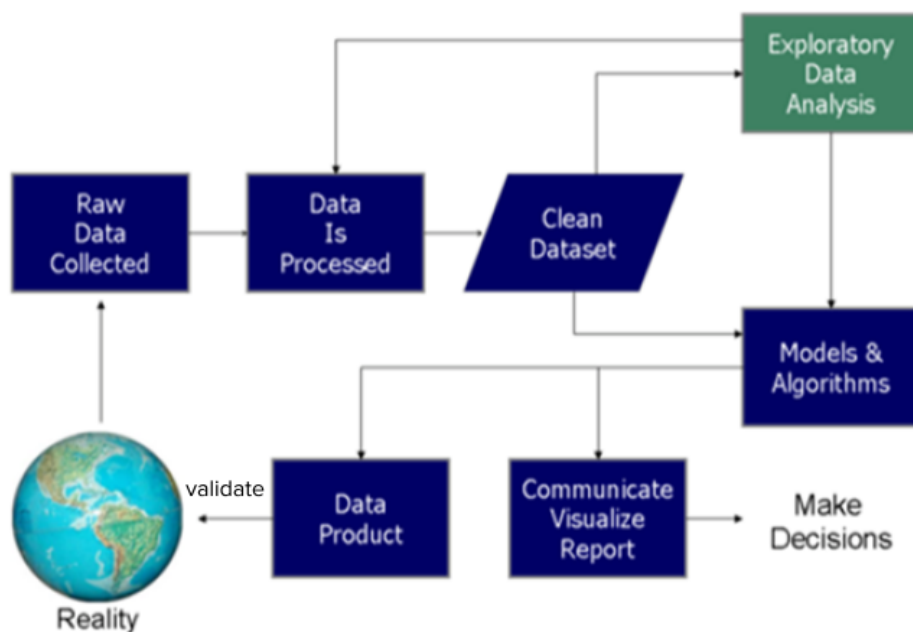 Exploratory
Data
Analysis
Raw
Data
Collected
Data
Is
Processed
Clean
Dataset
Models &
Algorithms
validate
Data
Product
Communicate
Visualize
Report
Make
Decisions
Reality